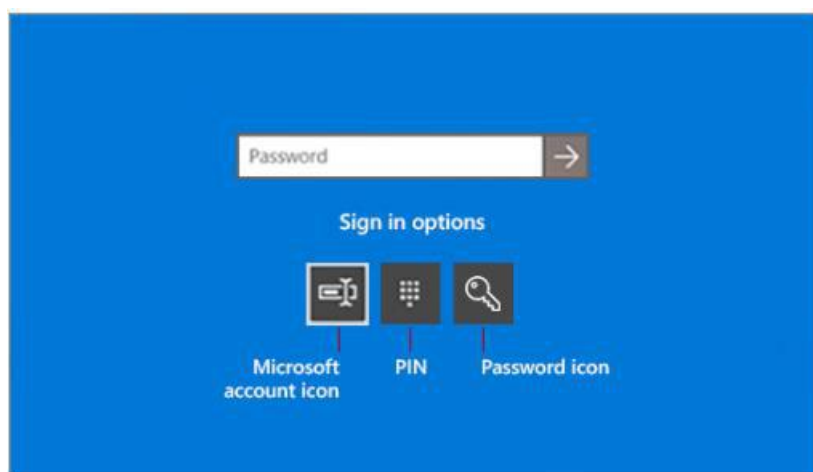 Password
Sign in options
Microsoft
account icon
PIN
Password icon